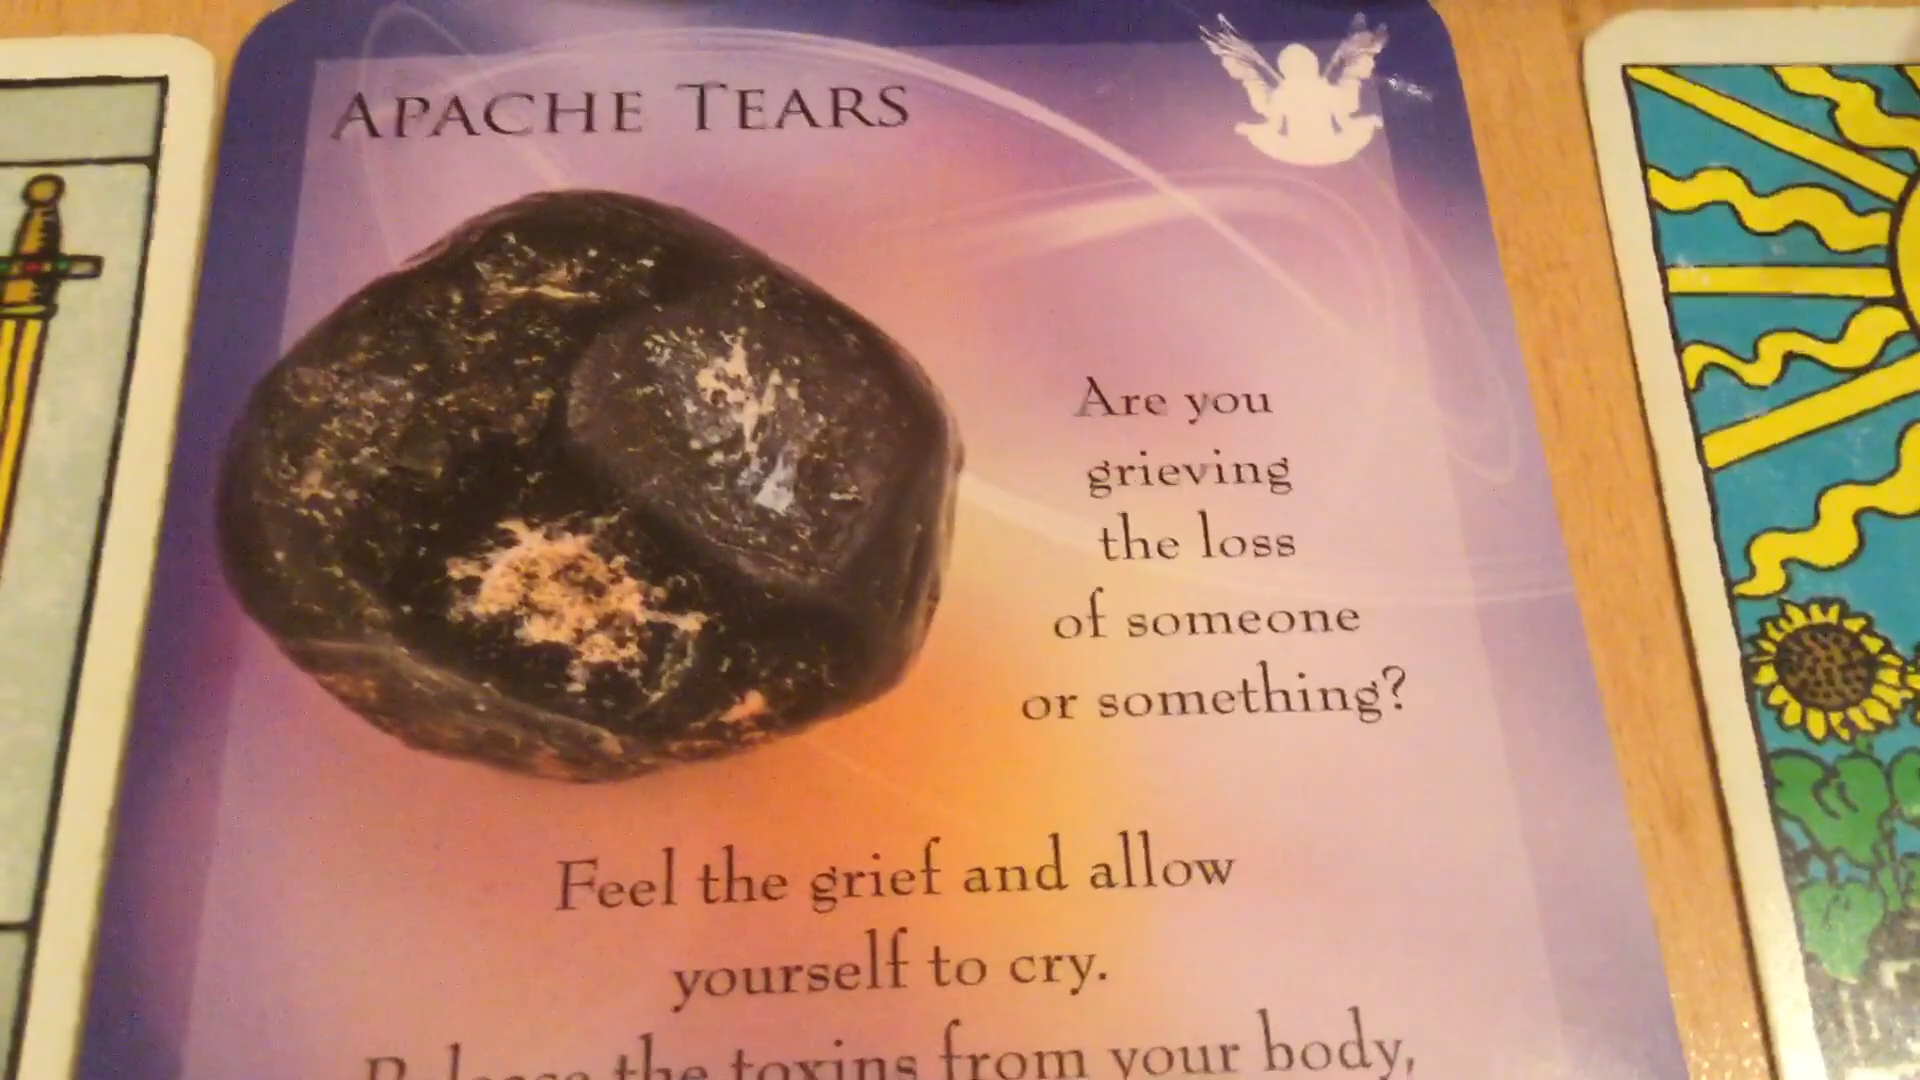 APACHE TEARS
Are you
grieving
the loss
of someone
or something?
Feel the grief and allow
yourself to cry.
Release the toxins from your body,